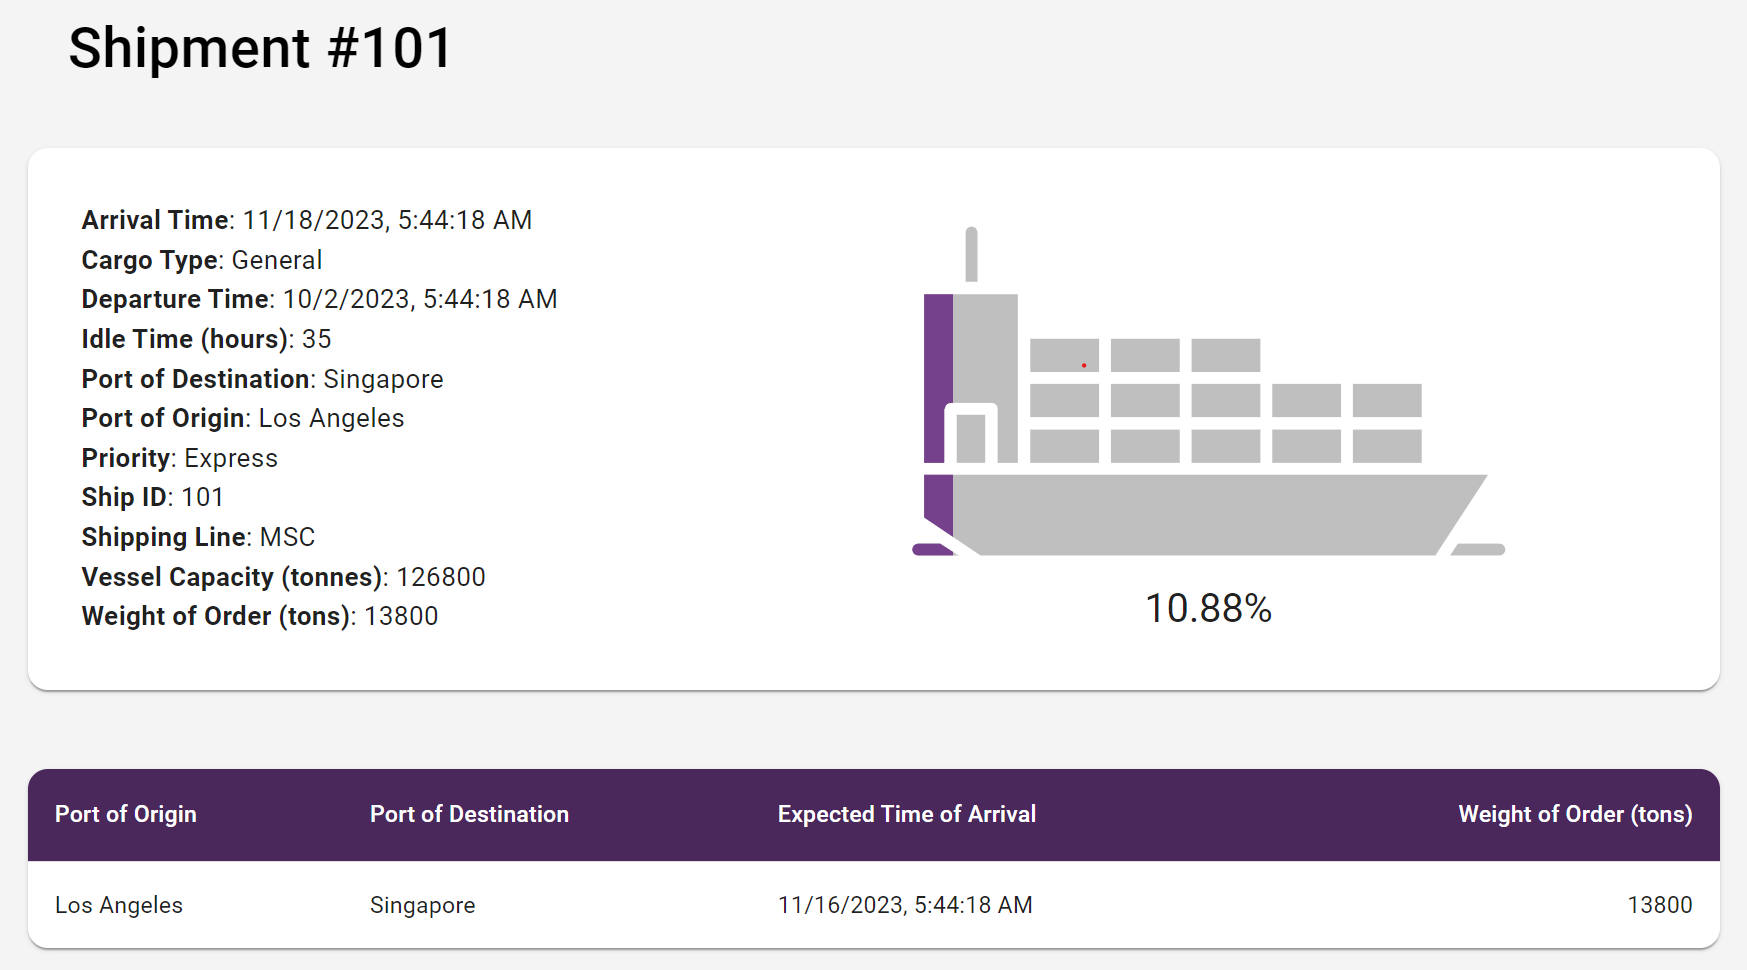 Shipment #101
Arrival Time: 11/18/2023, 5:44:18 AM
Cargo Type: General
Departure Time: 10/2/2023, 5:44:18 AM
Idle Time (hours): 35
Port of Destination: Singapore
Port of Origin: Los Angeles
Priority: Express
Ship ID: 101
Shipping Line: MSC
Vessel Capacity (tonnes): 126800
Weight of Order (tons): 13800
10.88%
Port of Origin Port of Destination Expected Time of Arrival Weight of Order (tons)
Los Angeles Singapore 11/16/2023, 5:44:18 AM 13800